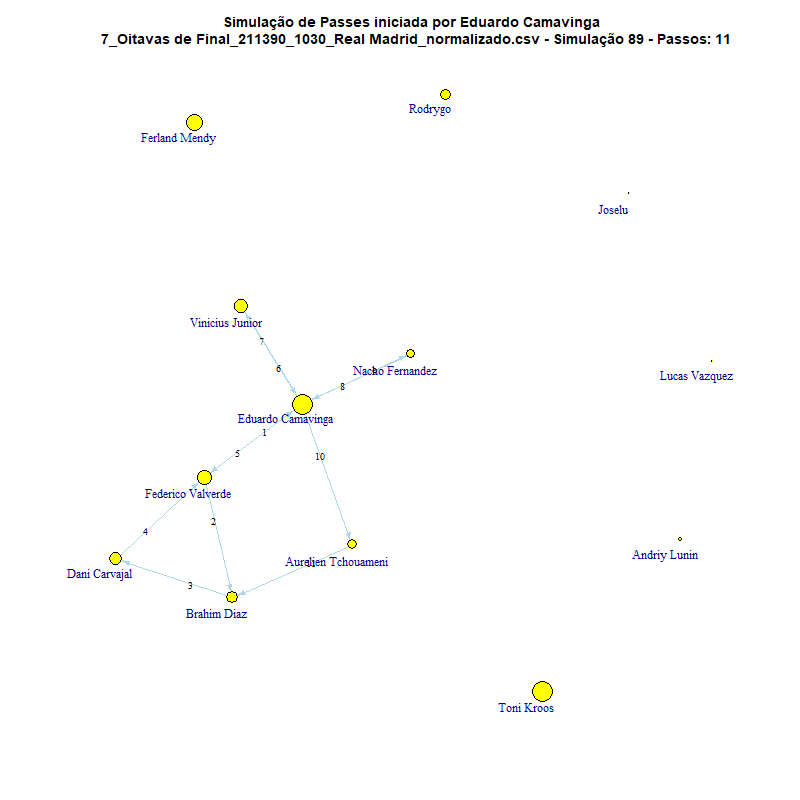 Simulação de Passes iniciada por Eduardo Camavinga
7_Oitavas de Final_211390_1030_Real Madrid_normalizado.csv - Simulação 89 - Passos: 11
Rodrygo
Ferland Mendy
Joselu
Vinicius Junior
7
6
Nacho Fernandez
9
8
Lucas Vazquez
Eduardo Camavinga
1
5
10
Federico Valverde
2
4
Andriy Lunin
Aurelien Tchouameni
11
Dani Carvajal
3
Brahim Diaz
Toni Kroos